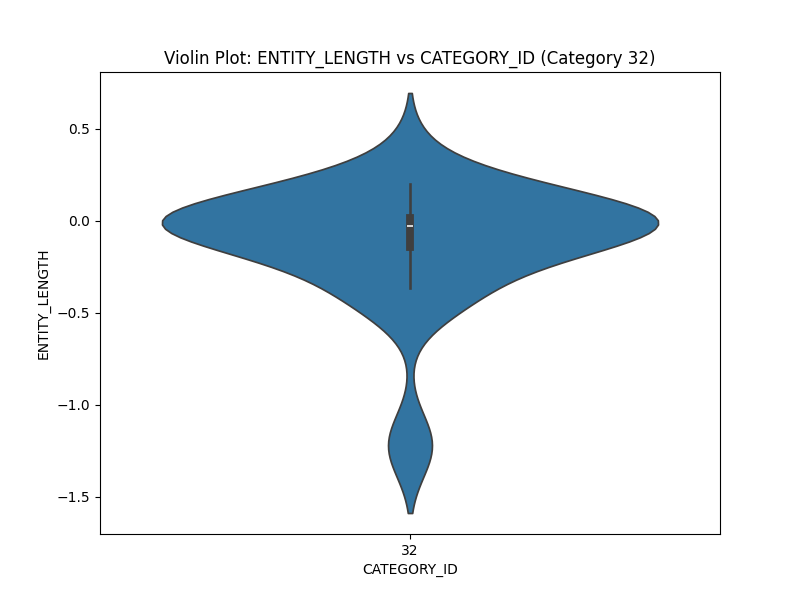 Violin Plot: ENTITY_LENGTH vs CATEGORY_ID (Category 32)
ENTITY_LENGTH
0.5
0.0
−0.5
−1.0
−1.5
32
CATEGORY_ID